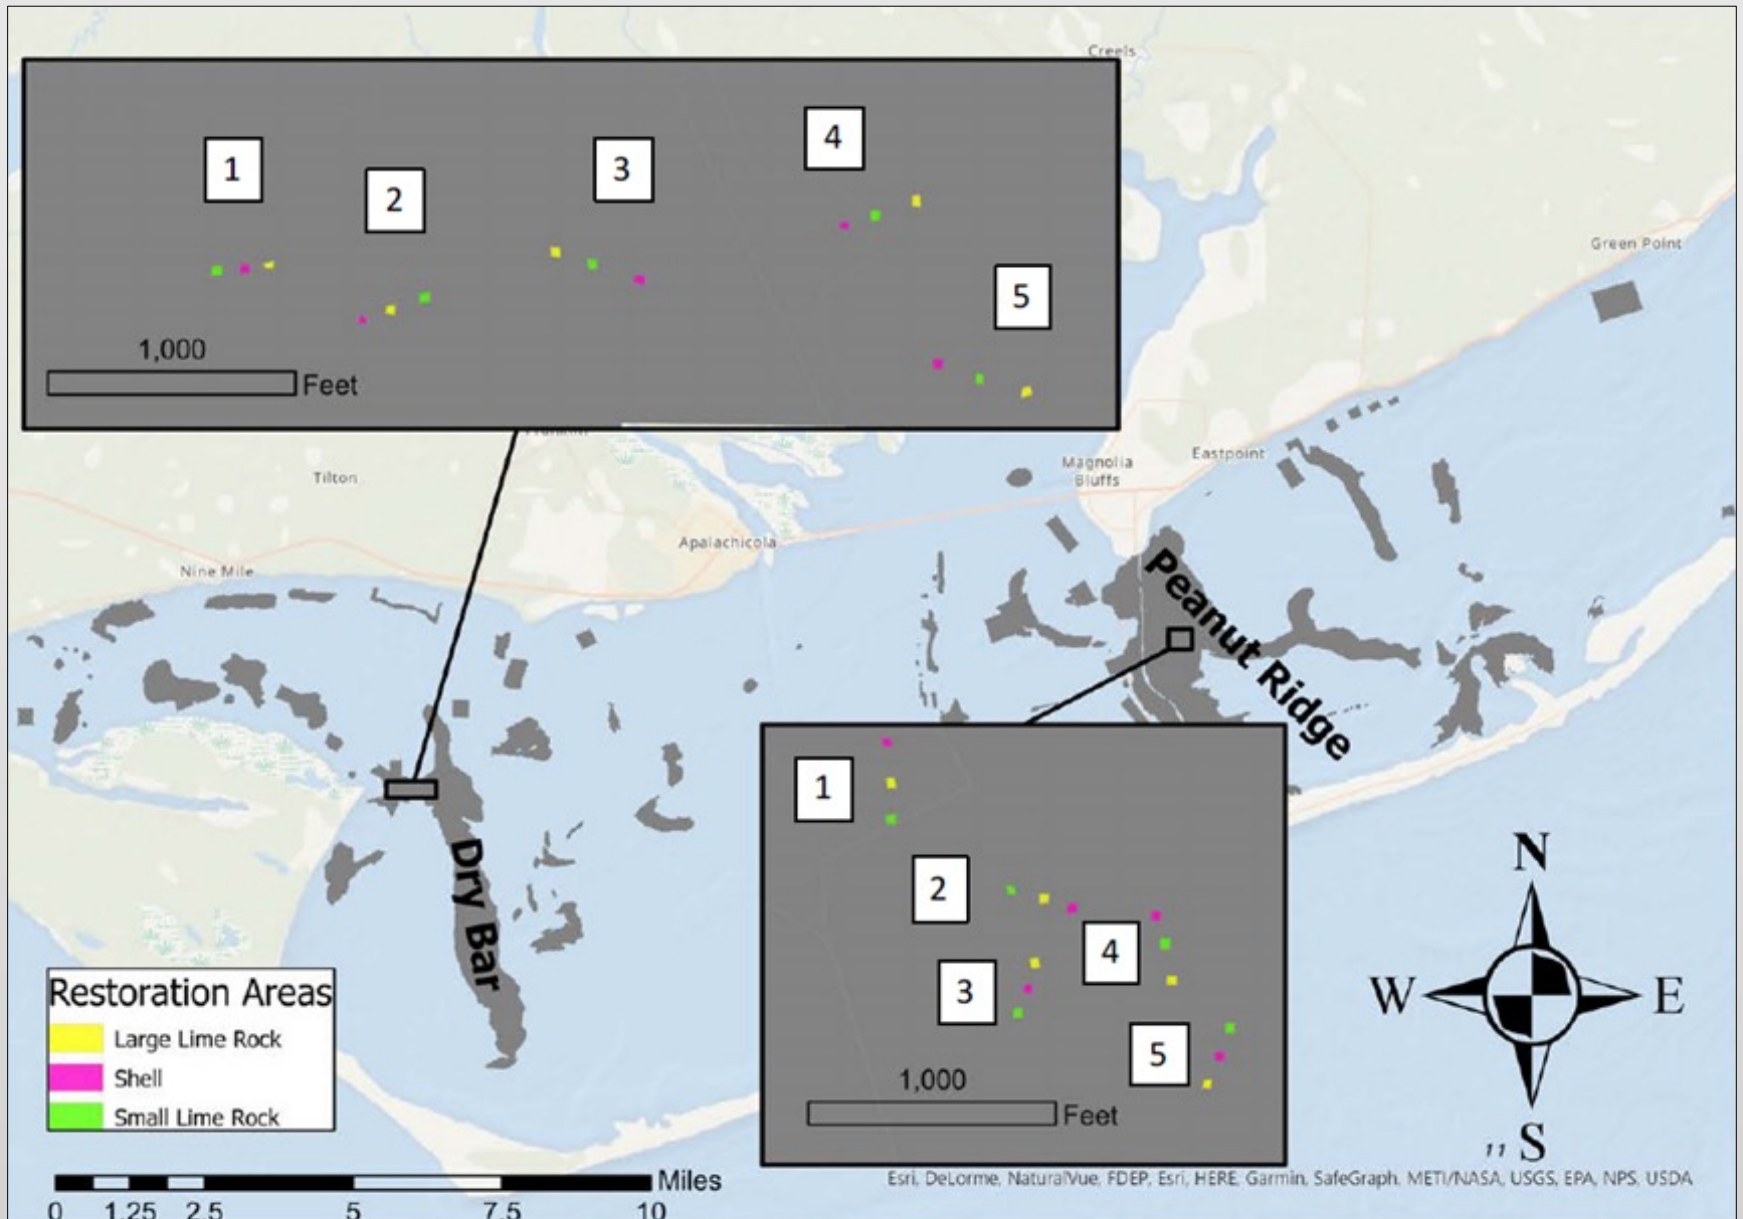 Creels
1
2
3
4
5
1,000
Feet
Green Point
Tilton
Magnolia
Bluffs
Eastpoint
Apalachicola
Nine Mile
Peanut Ridge
Dry Bar
1
2
3
4
5
1,000
Feet
N
W
E
S
Restoration Areas
Large Lime Rock
Shell
Small Lime Rock
Miles
0 1.25 2.5 5 7.5 10
Esri, DeLorme, NaturalVue, FDEP, Esri, HERE, Garmin, SafeGraph, METI/NASA, USGS, EPA, NPS, USDA